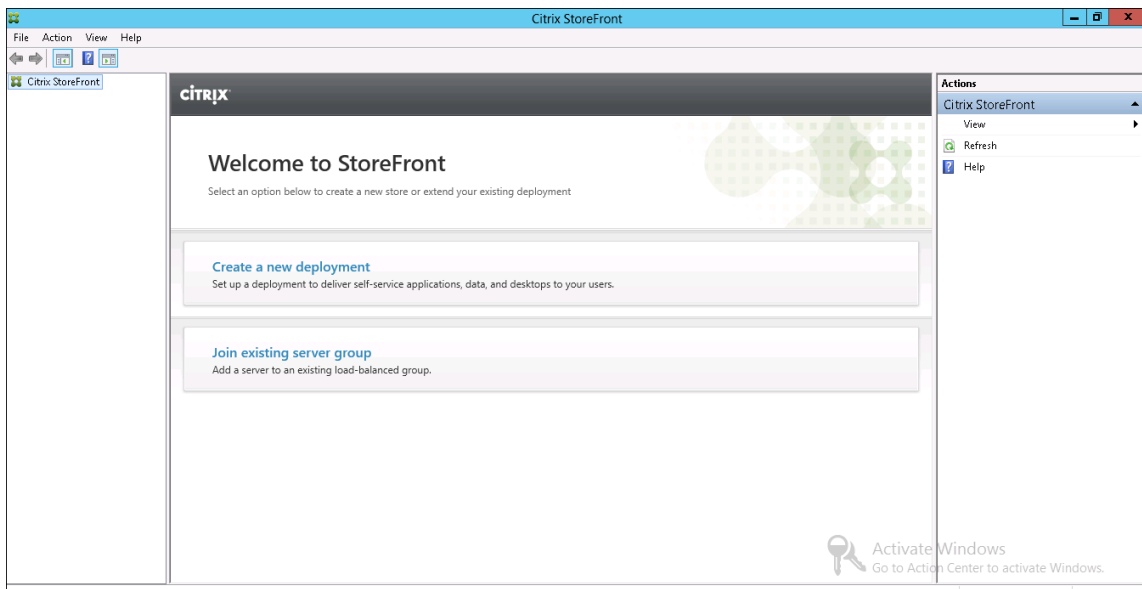 Citrix StoreFront
File Action View Help
Citrix StoreFront
CİTRIX
Welcome to StoreFront
Select an option below to create a new store or extend your existing deployment
Create a new deployment
Set up a deployment to deliver self-service applications, data, and desktops to your users.
Join existing server group
Add a server to an existing load-balanced group.
Actions
Citrix StoreFront
View
Refresh
Help
Activate Windows
Go to Action Center to activate Windows.